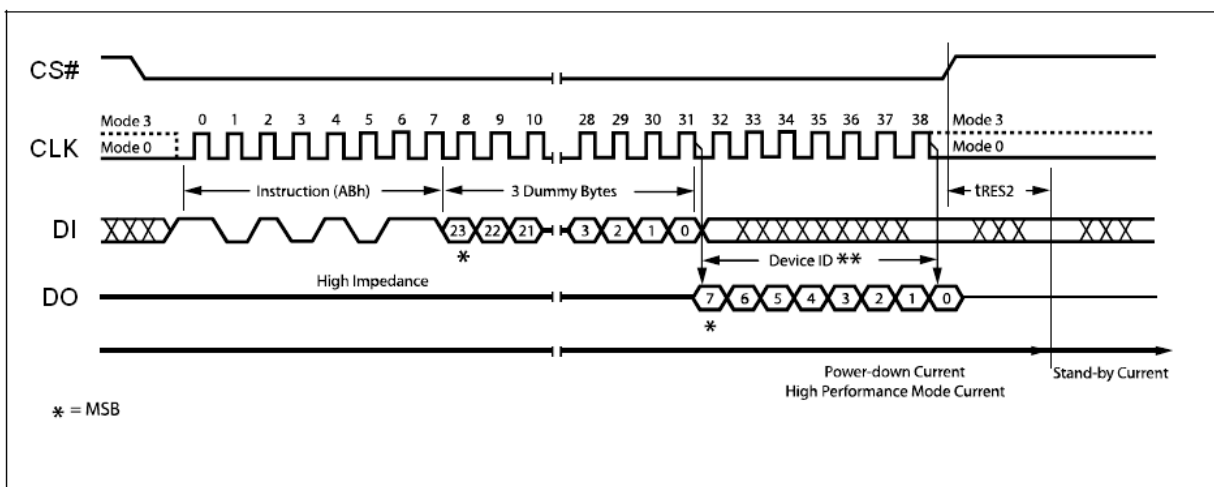 CS#
Mode 3 0 1 2 3 4 5 6 7 8 9 10 28 29 30 31 32 33 34 35 36 37 38 Mode 3
CLK Mode 0 Mode 0
Instruction (ABh) 3 Dummy Bytes tRES2
DI 23 22 21 3 2 1 0
* Device ID **
High Impedance
DO 7 6 5 4 3 2 1 0
*
Power-down Current Stand-by Current
High Performance Mode Current
* = MSB